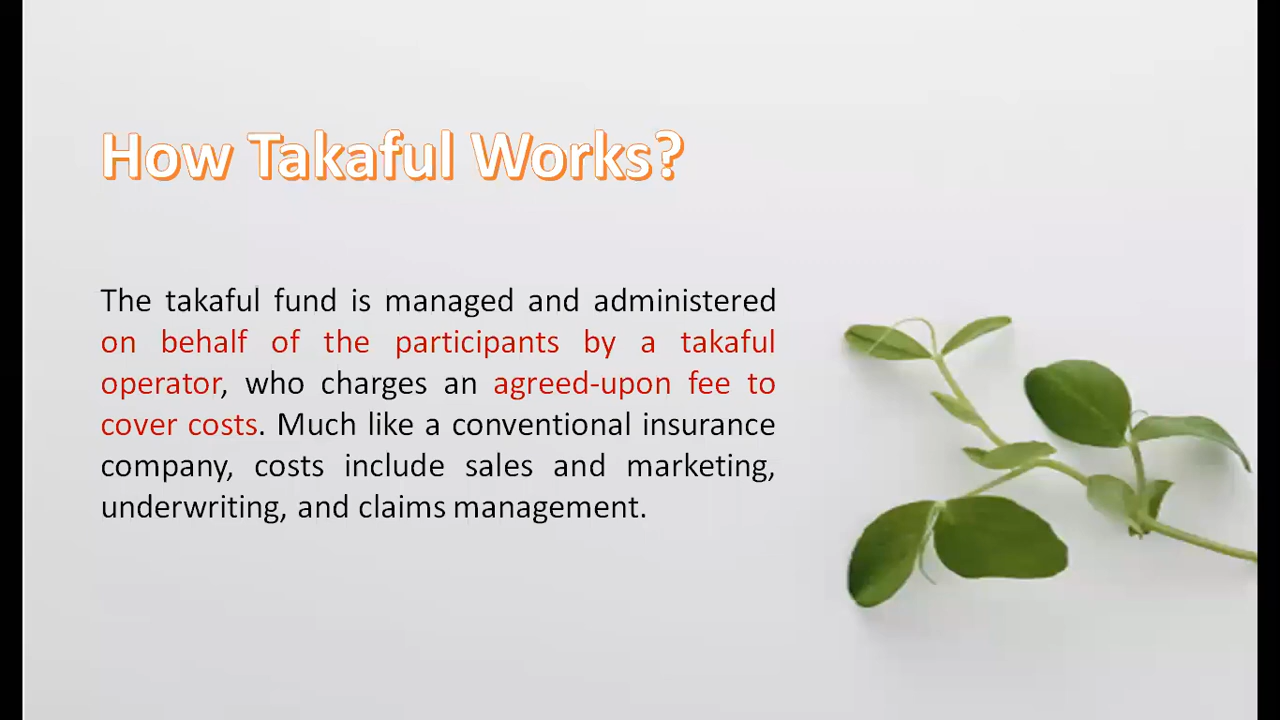 How Takaful Works?
The takaful fund is managed and administered
on behalf of the participants by a takaful
operator, who charges an agreed-upon fee to
cover costs. Much like a conventional insurance
company, costs include sales and marketing,
underwriting, and claims management.